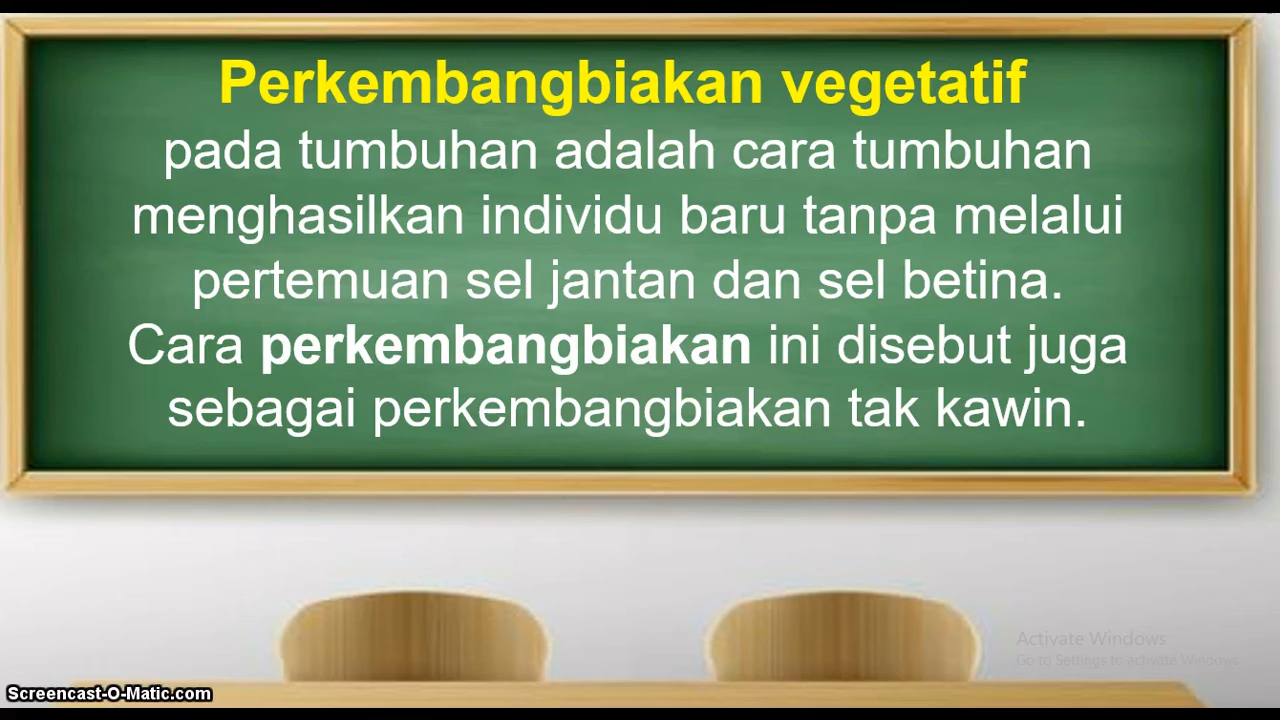 Perkembangbiakan vegetatif
pada tumbuhan adalah cara tumbuhan
menghasilkan individu baru tanpa melalui
pertemuan sel jantan dan sel betina.
Cara perkembangbiakan ini disebut juga
sebagai perkembangbiakan tak kawin.
Activate Windows
Go to Settings to activate Windows.
Screencast-O-Matic.com